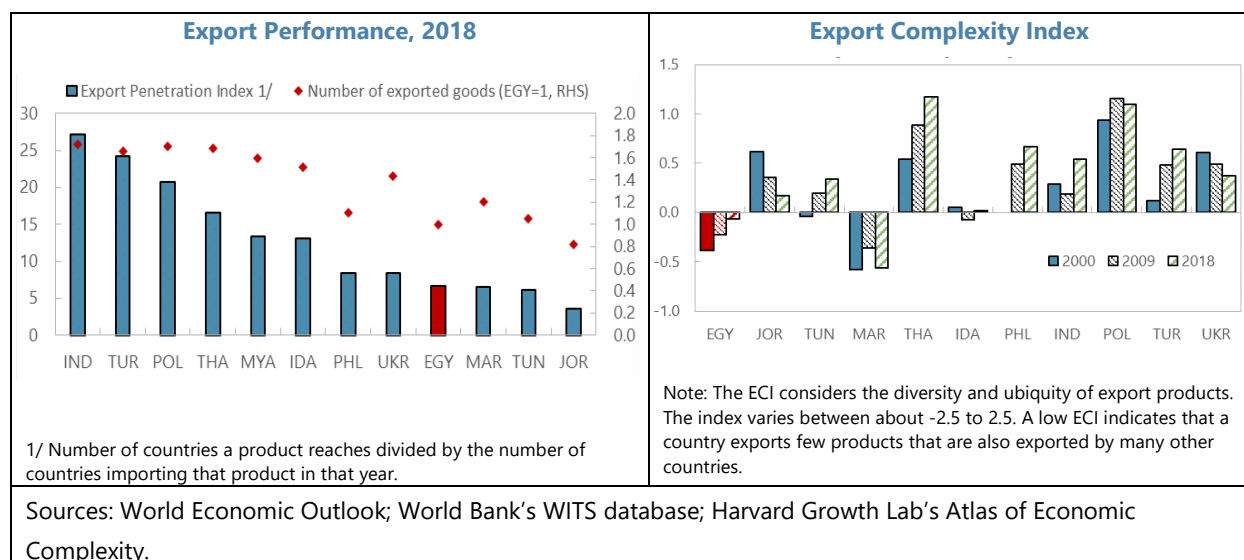 Export Performance, 2018
Export Penetration Index 1/ Number of exported goods (EGY=1, RHS)
30 2.0
25 1.8
20 1.6
15 1.4
10 1.2
5 1.0
0 0.8
0.6
0.4
0.2
0.0
IND TUR POL THA MYA IDA PHL UKR EGY MAR TUN JOR
1/ Number of countries a product reaches divided by the number of
countries importing that product in that year.
Export Complexity Index
1.5
1.0
0.5
0.0
-0.5
-1.0
2000 2009 2018
EGY JOR TUN MAR THA IDA PHL IND POL TUR UKR
Note: The ECI considers the diversity and ubiquity of export products.
The index varies between about -2.5 to 2.5. A low ECI indicates that a
country exports few products that are also exported by many other
countries.
Sources: World Economic Outlook; World Bank's WITS database; Harvard Growth Lab's Atlas of Economic
Complexity.